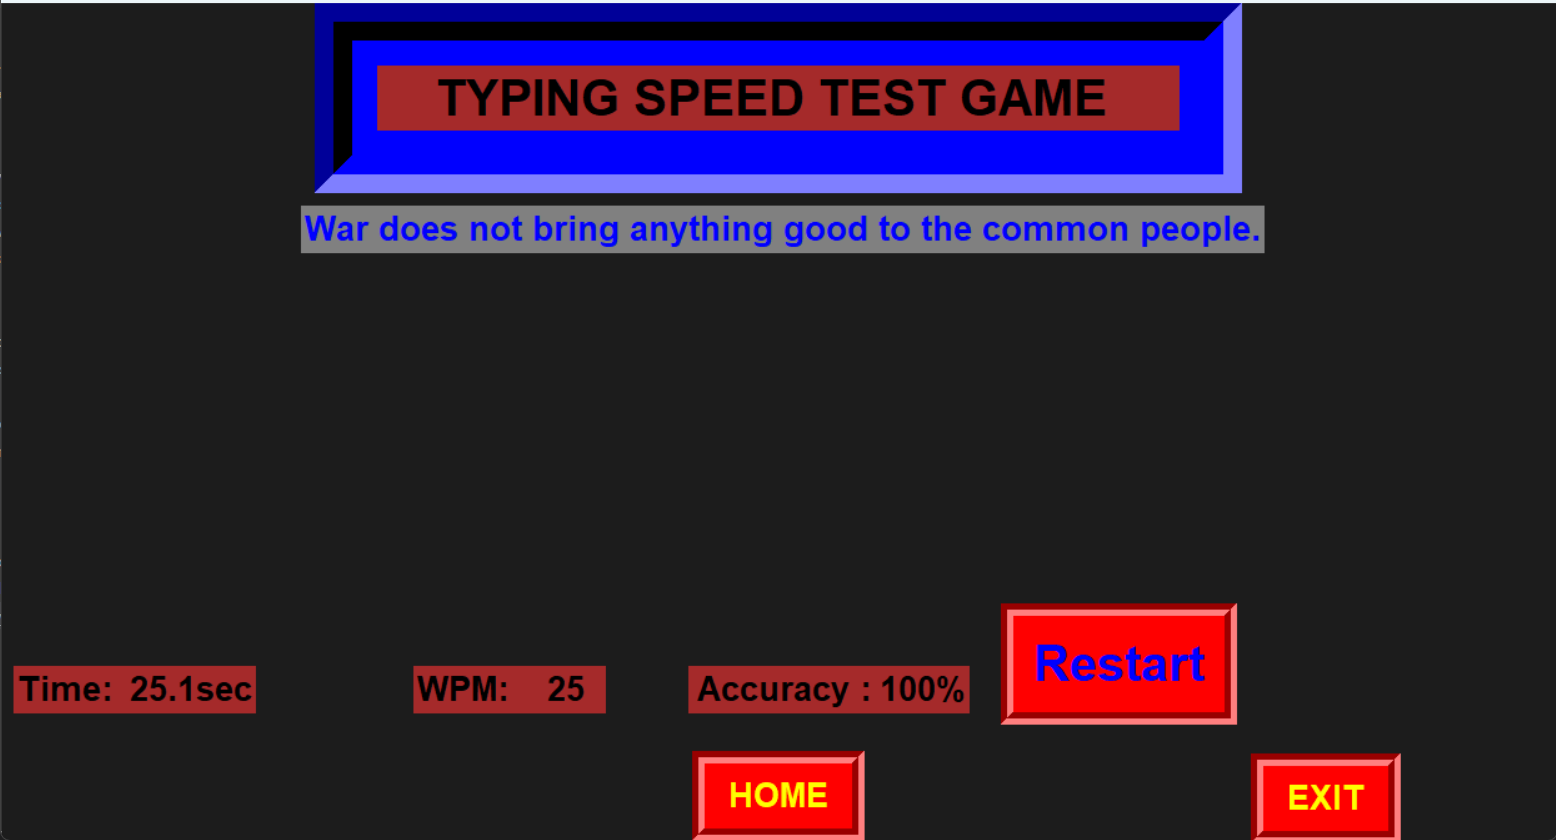 TYPING SPEED TEST GAME
War does not bring anything good to the common people.
Restart
Time: 25.1sec
WPM: 25
Accuracy : 100%
HOME
EXIT